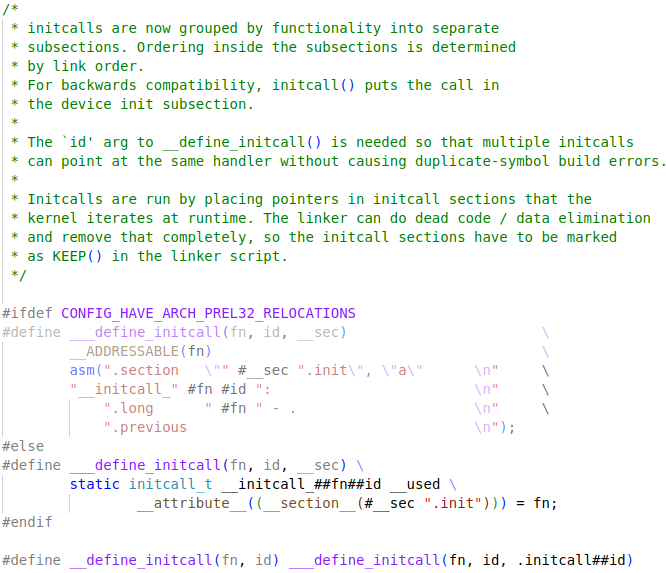 /*
 * initcalls are now grouped by functionality into separate
 * subsections. Ordering inside the subsections is determined
 * by link order.
 * For backwards compatibility, initcall() puts the call in
 * the device init subsection.
 *
 * The `id' arg to __define_initcall() is needed so that multiple initcalls
 * can point at the same handler without causing duplicate-symbol build errors.
 *
 * Initcalls are run by placing pointers in initcall sections that the
 * kernel iterates at runtime. The linker can do dead code / data elimination
 * and remove that completely, so the initcall sections have to be marked
 * as KEEP() in the linker script.
 */

#ifdef CONFIG_HAVE_ARCH_PREL32_RELOCATIONS
#define ___define_initcall(fn, id, __sec)                       \
        __ADDRESSABLE(fn)                                       \
        asm(".section   \"" #__sec ".init\", \"a\"      \n"     \
        "__initcall_" #fn #id ":                        \n"     \
            ".long      " #fn " - .                     \n"     \
            ".previous                                  \n");
#else
#define ___define_initcall(fn, id, __sec) \
        static initcall_t __initcall_##fn##id __used \
                __attribute__((__section__(#__sec ".init"))) = fn;
#endif

#define __define_initcall(fn, id) ___define_initcall(fn, id, .initcall##id)